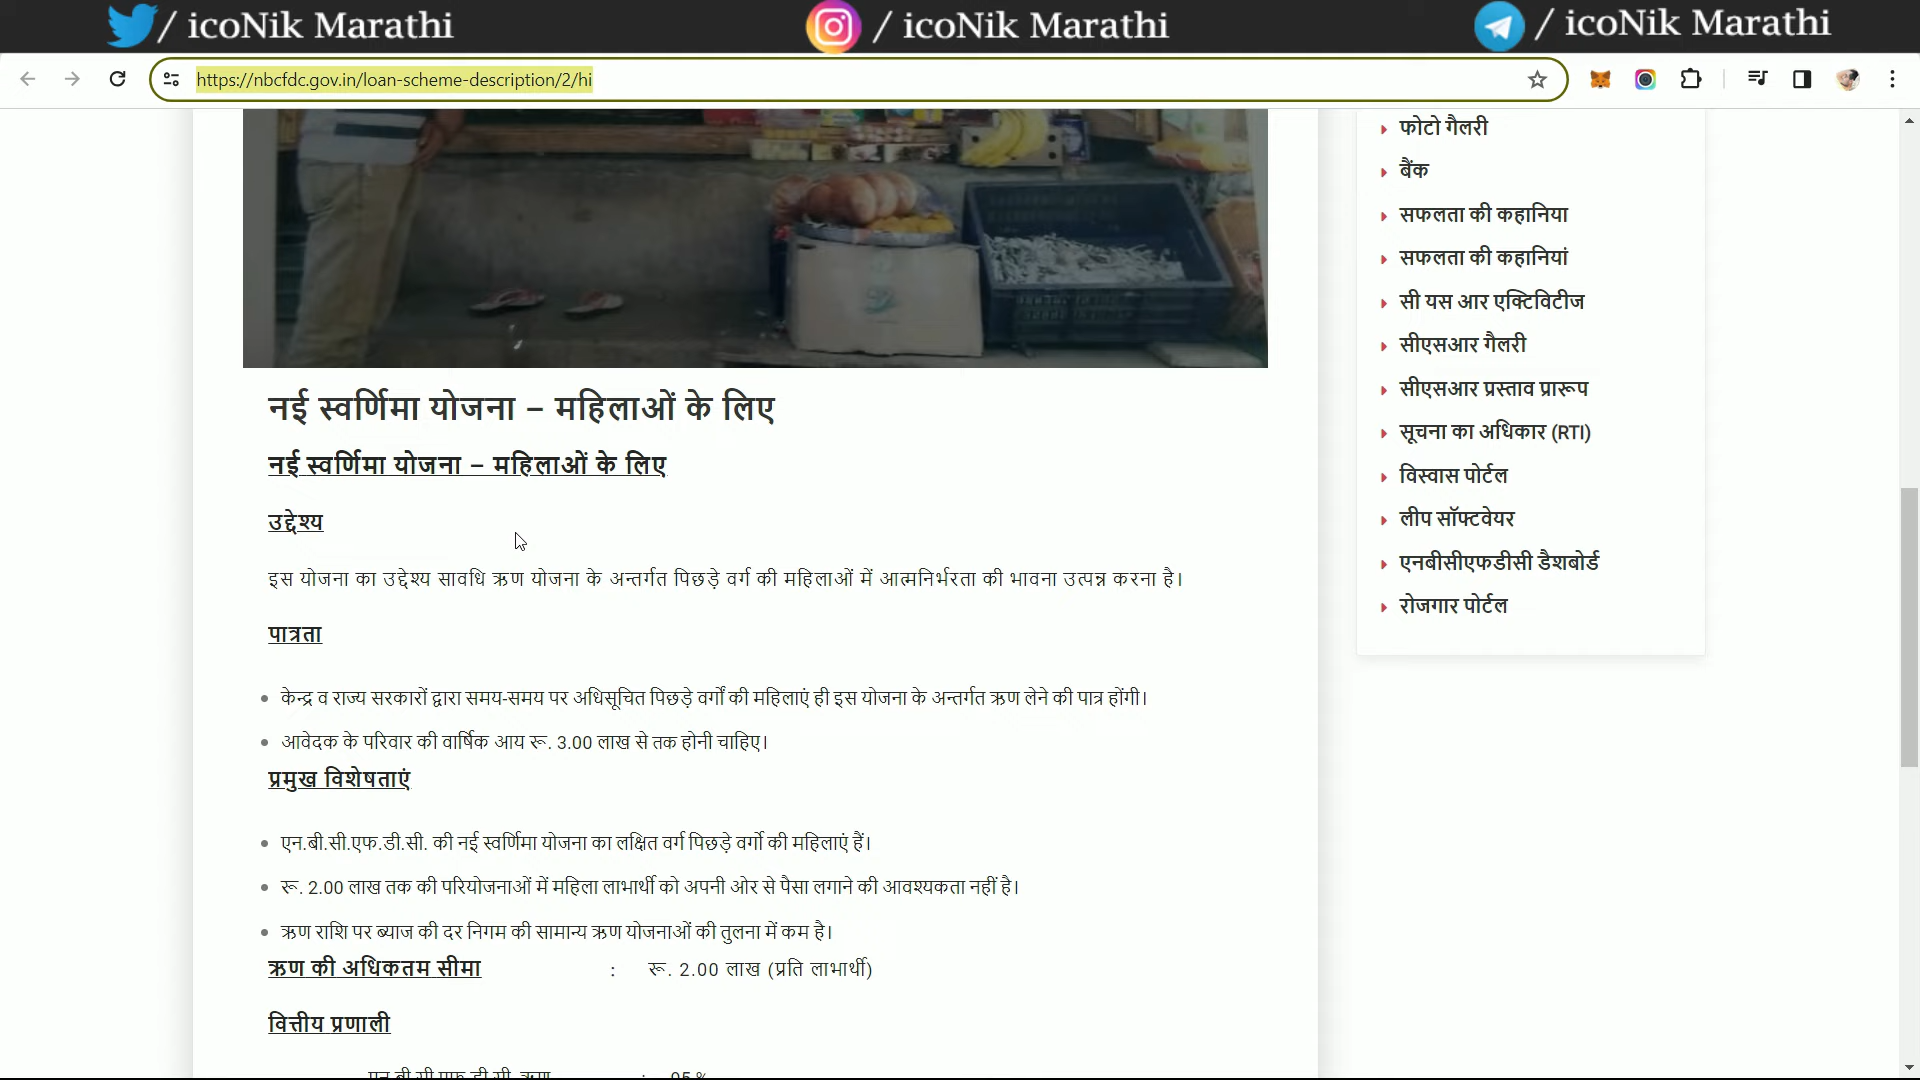 / icoNik Marathi
/ icoNik Marathi
/ icoNik Marathi
https://nbcfdc.gov.in/loan-scheme-description/2/hi
नई स्वर्णिमा योजना – महिलाओं के लिए
नई स्वर्णिमा योजना – महिलाओं के लिए
उद्देश्य
इस योजना का उद्देश्य सावधि ऋण योजना के अन्तर्गत पिछड़े वर्ग की महिलाओं में आत्मनिर्भरता की भावना उत्पन्न करना है।
पात्रता
केन्द्र व राज्य सरकारों द्वारा समय-समय पर अधिसूचित पिछड़े वर्गों की महिलाएं ही इस योजना के अन्तर्गत ऋण लेने की पात्र होंगी।
आवेदक के परिवार की वार्षिक आय रू. 3.00 लाख से तक होनी चाहिए।
प्रमुख विशेषताएं
एन.बी.सी.एफ.डी.सी. की नई स्वर्णिमा योजना का लक्षित वर्ग पिछड़े वर्गो की महिलाएं हैं।
रू. 2.00 लाख तक की परियोजनाओं में महिला लाभार्थी को अपनी ओर से पैसा लगाने की आवश्यकता नहीं है।
ऋण राशि पर ब्याज की दर निगम की सामान्य ऋण योजनाओं की तुलना में कम है।
ऋण की अधिकतम सीमा : रू. 2.00 लाख (प्रति लाभार्थी)
वित्तीय प्रणाली
फोटो गैलरी
बैंक
सफलता की कहानिया
सफलता की कहानियां
सी यस आर एक्टिविटीज
सीएसआर गैलरी
सीएसआर प्रस्ताव प्रारूप
सूचना का अधिकार (RTI)
विस्वास पोर्टल
लीप सॉफ्टवेयर
एनबीसीएफडीसी डैशबोर्ड
रोजगार पोर्टल